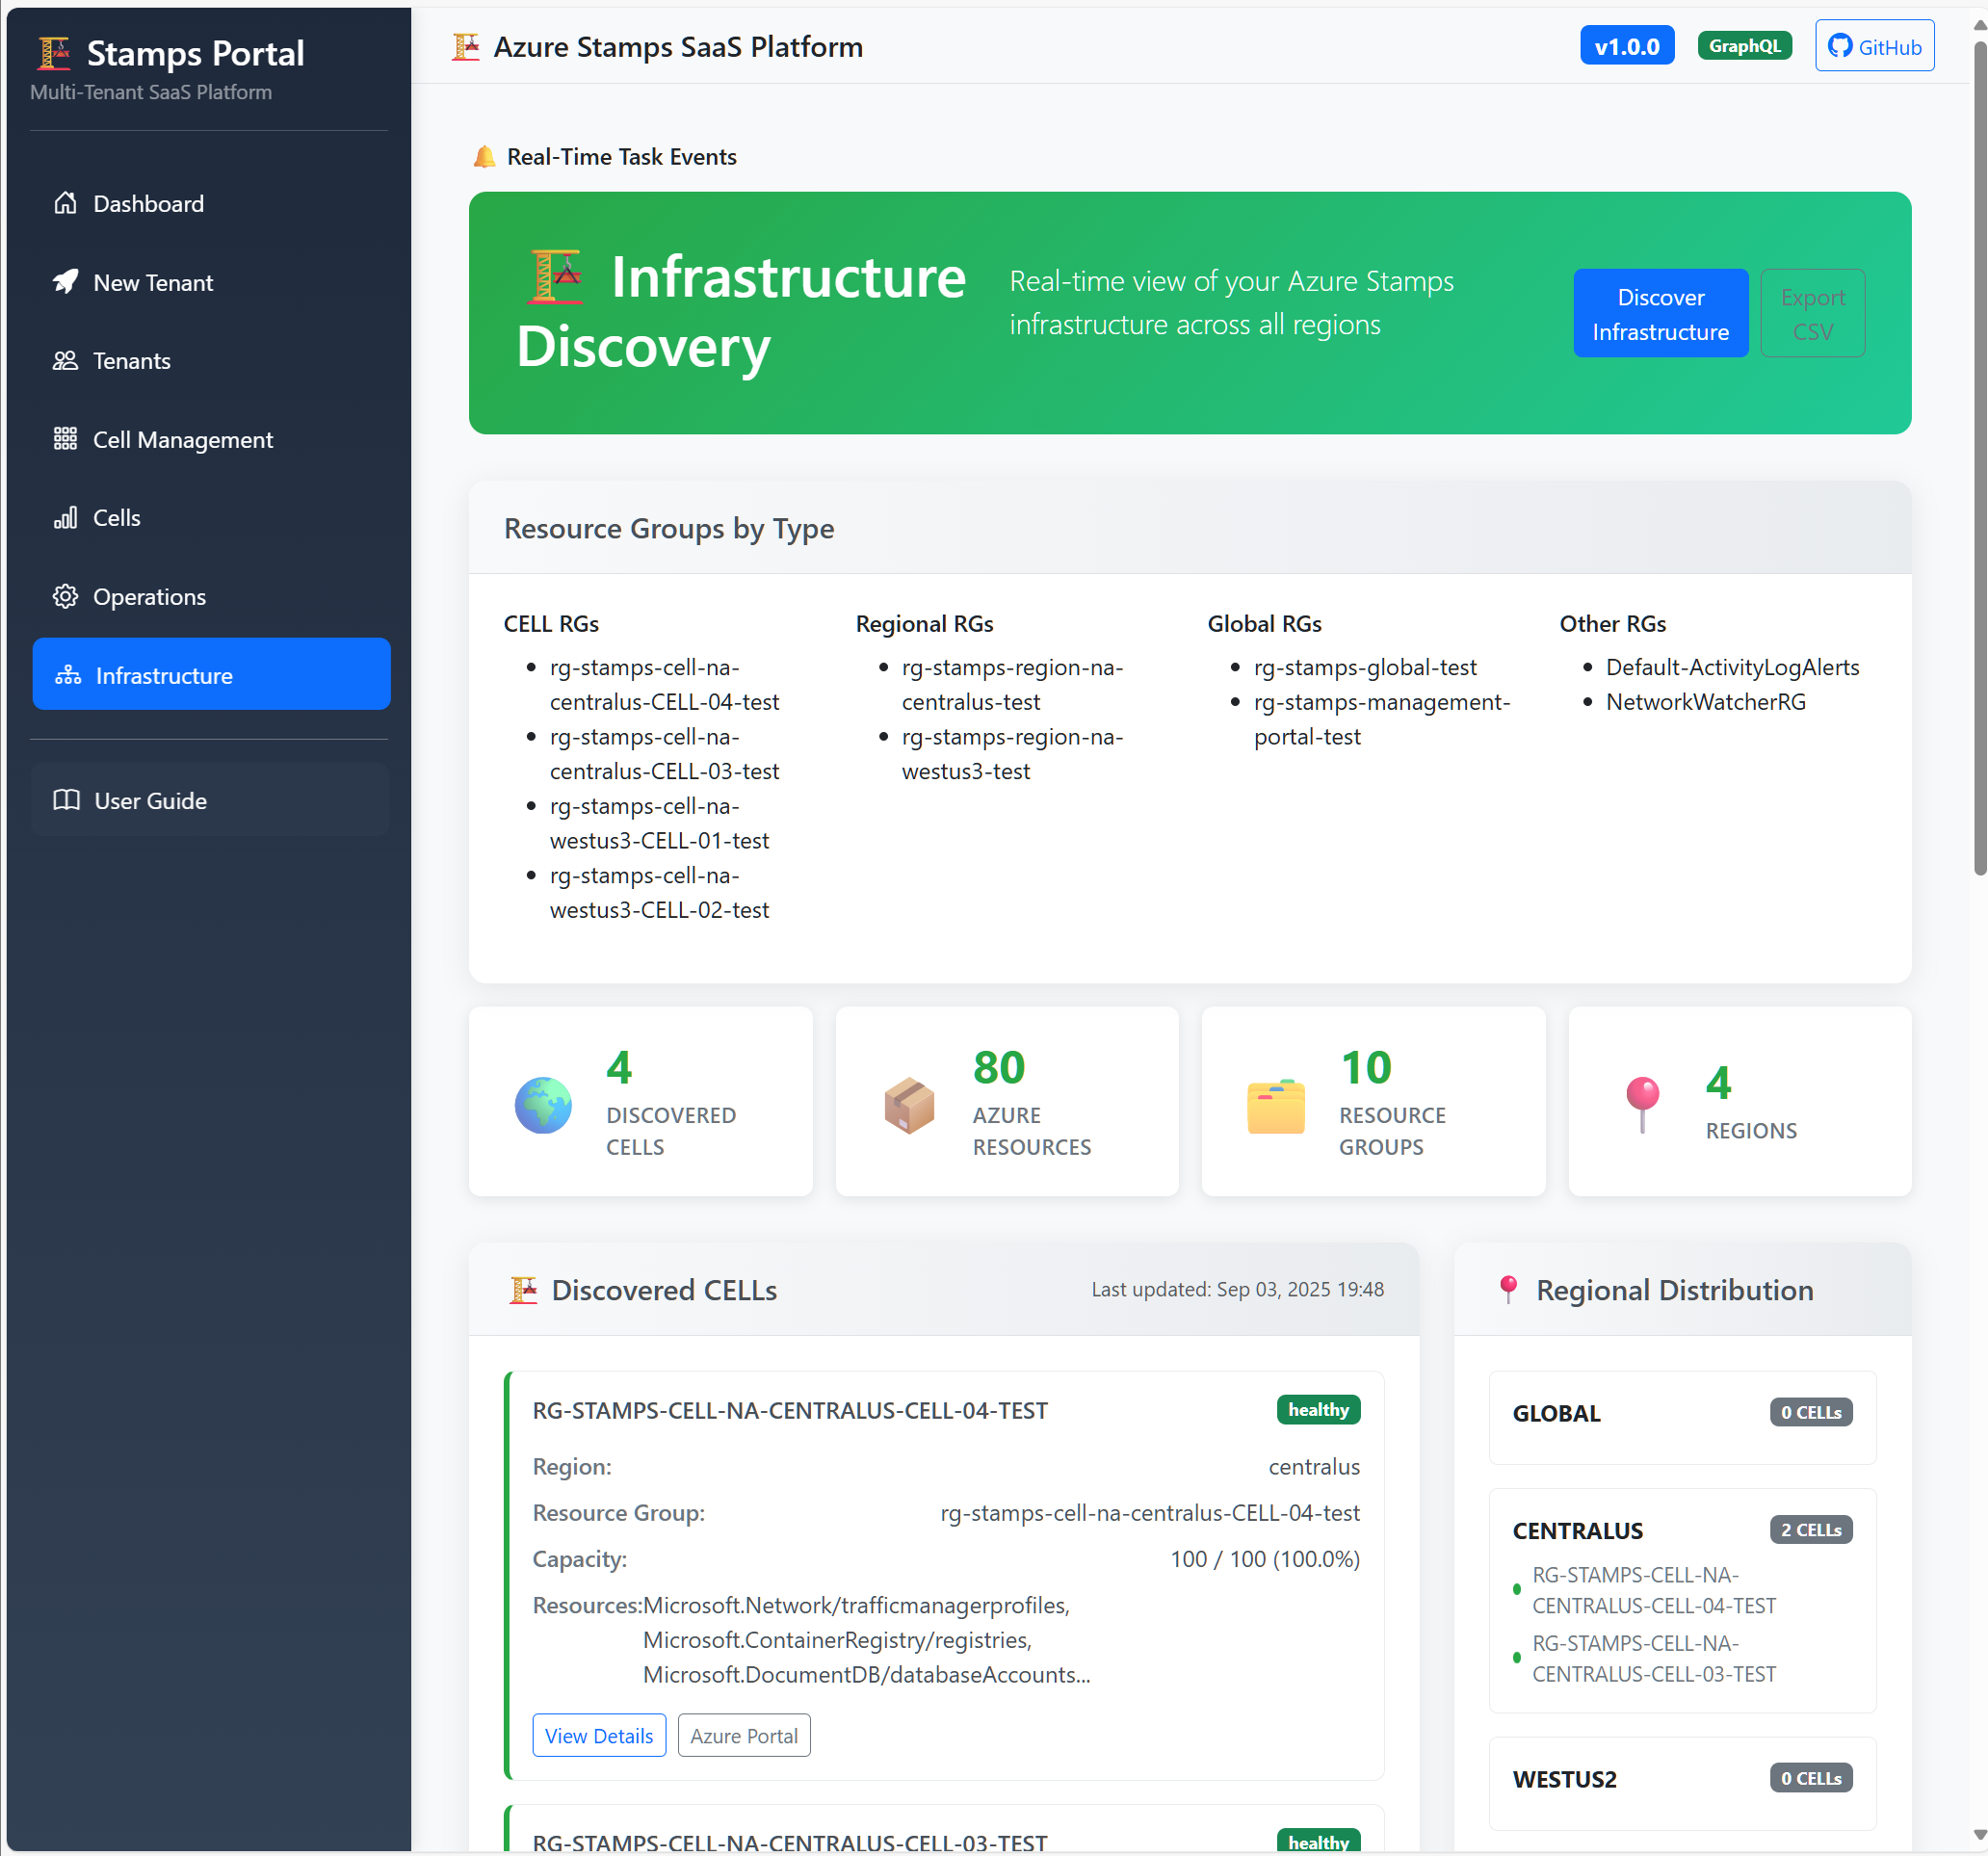 Stamps Portal
Multi-Tenant SaaS Platform
Dashboard
New Tenant
Tenants
Cell Management
Cells
Operations
Infrastructure
User Guide
Azure Stamps SaaS Platform
v1.0.0
GraphQL
GitHub
Real-Time Task Events
Infrastructure
Discovery
Real-time view of your Azure Stamps
infrastructure across all regions
Discover
Infrastructure
Export
CSV
Resource Groups by Type
CELL RGs
rg-stamps-cell-na-
centralus-CELL-04-test
rg-stamps-cell-na-
centralus-CELL-03-test
rg-stamps-cell-na-
westus3-CELL-01-test
rg-stamps-cell-na-
westus3-CELL-02-test
Regional RGs
rg-stamps-region-na-
centralus-test
rg-stamps-region-na-
westus3-test
Global RGs
rg-stamps-global-test
rg-stamps-management-
portal-test
Other RGs
Default-ActivityLogAlerts
NetworkWatcherRG
4
DISCOVERED
CELLS
80
AZURE
RESOURCES
10
RESOURCE
GROUPS
4
REGIONS
Discovered CELLs
Last updated: Sep 03, 2025 19:48
RG-STAMPS-CELL-NA-CENTRALUS-CELL-04-TEST
healthy
Region: centralus
Resource Group: rg-stamps-cell-na-centralus-CELL-04-test
Capacity: 100 / 100 (100.0%)
Resources:Microsoft.Network/trafficmanagerprofiles,
Microsoft.ContainerRegistry/registries,
Microsoft.DocumentDB/databaseAccounts...
View Details
Azure Portal
RG-STAMPS-CELL-NA-CENTRALUS-CELL-03-TEST
healthy
Regional Distribution
GLOBAL
0 CELLs
CENTRALUS
2 CELLs
RG-STAMPS-CELL-NA-
CENTRALUS-CELL-04-TEST
RG-STAMPS-CELL-NA-
CENTRALUS-CELL-03-TEST
WESTUS2
0 CELLs